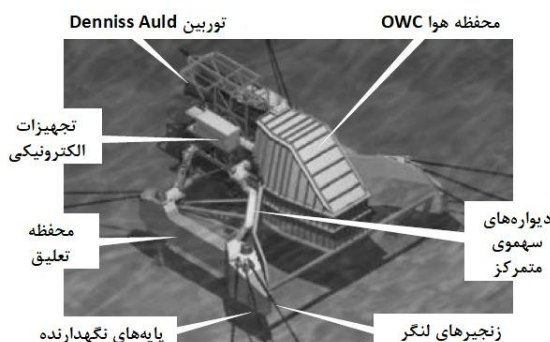 توربین Denniss Auld
محفظه هوا OWC
تجهیزات
الکترونیکی
محفظه
تعلیق
دیواره‌های
سهموی
متمرکز
پایه‌های نگهدارنده
زنجیرهای لنگر